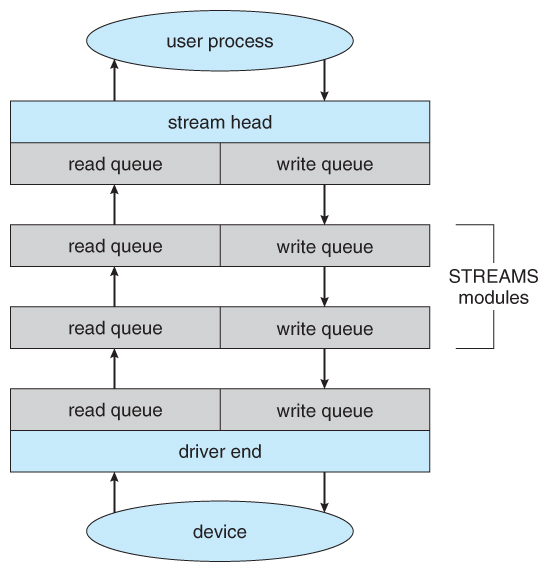 user process
stream head
read queue write queue
read queue write queue
STREAMS
modules
read queue write queue
read queue write queue
driver end
device